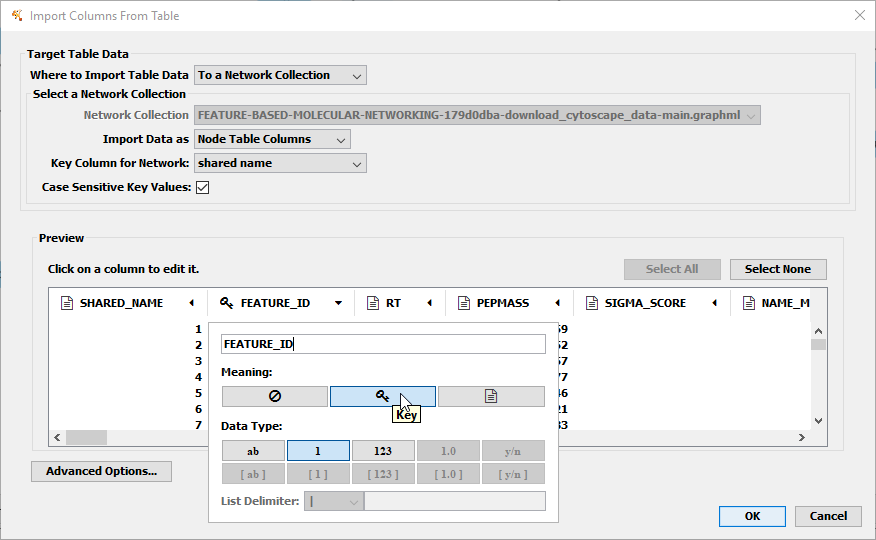 Import Columns From Table
Target Table Data
Where to Import Table Data To a Network Collection
Select a Network Collection
Network Collection FEATURE-BASED-MOLECULAR-NETWORKING-179d0dba-download_cytoscape_data-main.graphml
Import Data as Node Table Columns
Key Column for Network: shared name
Case Sensitive Key Values:
Preview
Click on a column to edit it. Select All Select None
SHARED_NAME FEATURE_ID RT PEPMASS SIGMA_SCORE NAME_M
1 59
2 FEATURE_ID 52
3 57
4 Meaning: 77
5 46
6 Key 21
7 Data Type: 33
ab 1 123 1.0 y/n
[ ab ] [ 1 ] [ 123 ] [ 1.0 ] [ y/n ]
Advanced Options...
List Delimiter: |
OK Cancel